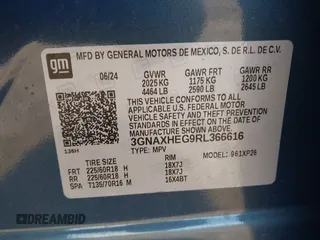 gm
MFD BY GENERAL MOTORS DE MEXICO, S. DE R.L. DE C.V.
06/24 GVWR GAWR FRT GAWR RR
2025 KG 1175 KG 1200 KG
4464 LB 2590 LB 2645 LB
THIS VEHICLE CONFORMS TO ALL APPLICABLE
U.S. FEDERAL MOTOR VEHICLE SAFETY, BUMPER,
AND THEFT PREVENTION STANDARDS IN EFFECT ON
THE DATE OF MANUFACTURE SHOWN ABOVE.
3GNAXHEG9RL366616
TYPE: MPV MODEL: 961XP26
TIRE SIZE RIM
FRT 225/60R18 H 18X7J
RR 225/60R18 H 18X7J
SPA T135/70R16 M 16X4BT
DREAMBID